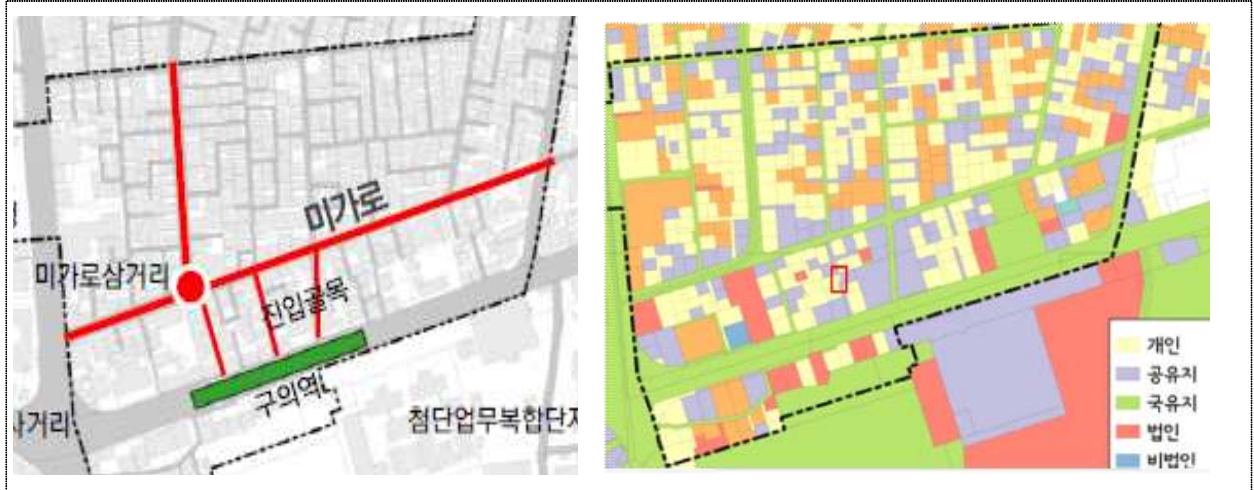 미가로
미가로삼거리
진입골목
구의역
사거리
첨단업무복합단지
개인
공유지
국유지
법인
비법인